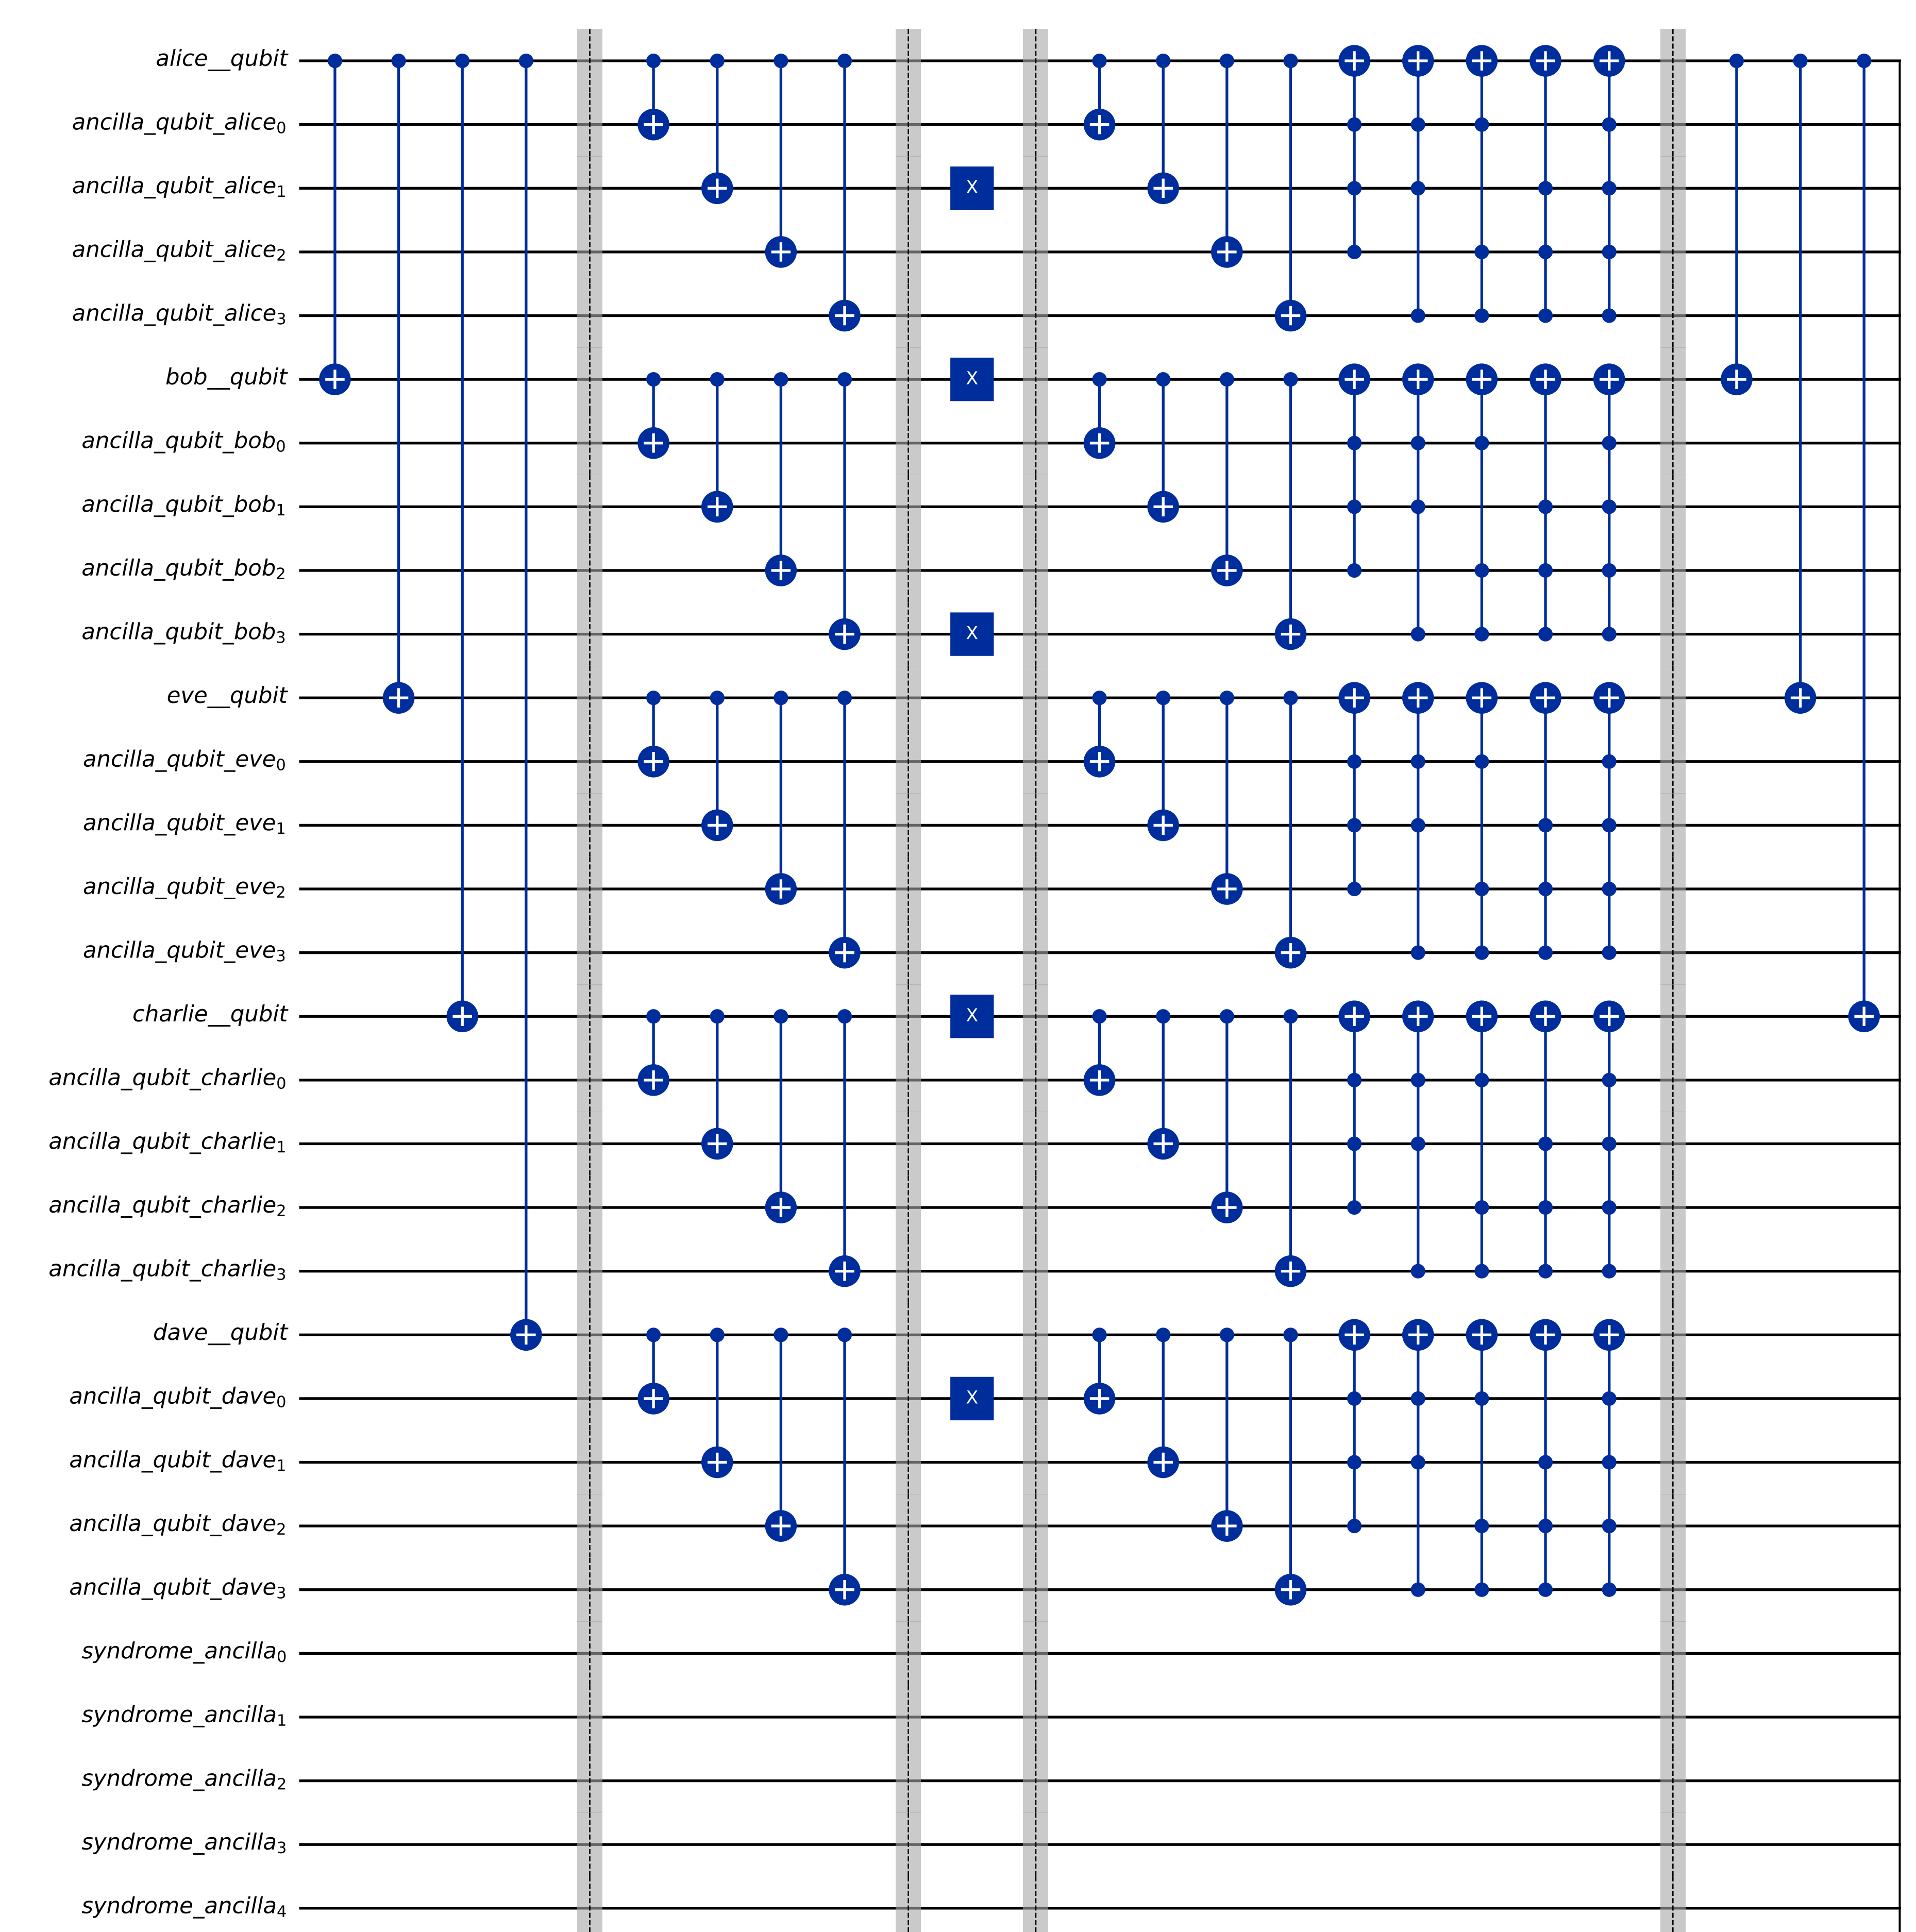 alice__qubit
ancilla_qubit_alice₀
ancilla_qubit_alice₁
X
ancilla_qubit_alice₂
ancilla_qubit_alice₃
bob__qubit
X
ancilla_qubit_bob₀
ancilla_qubit_bob₁
ancilla_qubit_bob₂
ancilla_qubit_bob₃
X
eve__qubit
ancilla_qubit_eve₀
ancilla_qubit_eve₁
ancilla_qubit_eve₂
ancilla_qubit_eve₃
charlie__qubit
X
ancilla_qubit_charlie₀
ancilla_qubit_charlie₁
ancilla_qubit_charlie₂
ancilla_qubit_charlie₃
dave__qubit
ancilla_qubit_dave₀
X
ancilla_qubit_dave₁
ancilla_qubit_dave₂
ancilla_qubit_dave₃
syndrome_ancilla₀
syndrome_ancilla₁
syndrome_ancilla₂
syndrome_ancilla₃
syndrome_ancilla₄